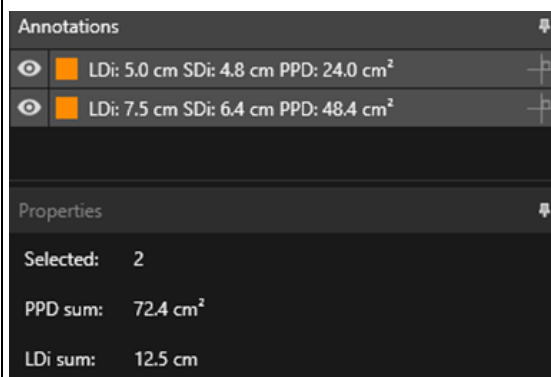 Annotations
LDi: 5.0 cm SDi: 4.8 cm PPD: 24.0 cm²
LDi: 7.5 cm SDi: 6.4 cm PPD: 48.4 cm²
Properties
Selected: 2
PPD sum: 72.4 cm²
LDi sum: 12.5 cm